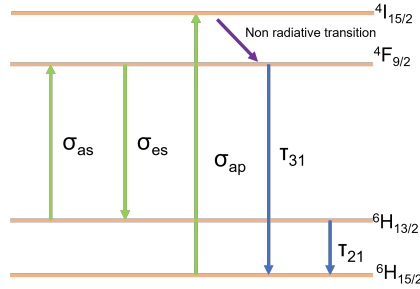 ⁴I₁₅/₂
Non radiative transition
⁴F₉/₂
σas
σes
σap
τ31
⁶H₁₃/₂
τ21
⁶H₁₅/₂